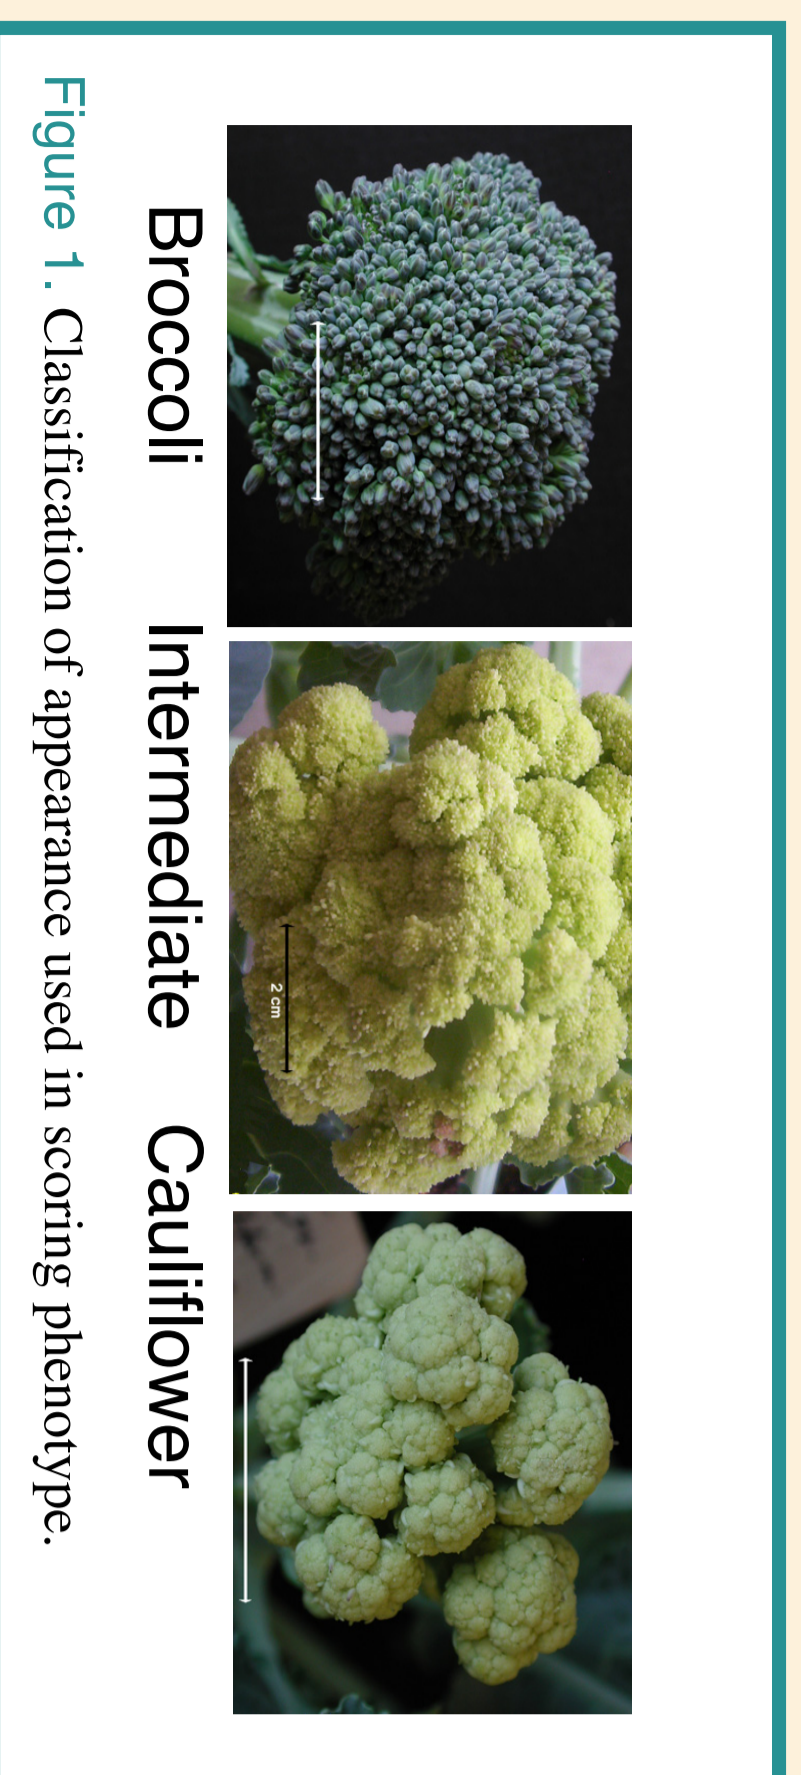 2 cm
Broccoli Intermediate Cauliflower
Figure 1. Classification of appearance used in scoring phenotype.